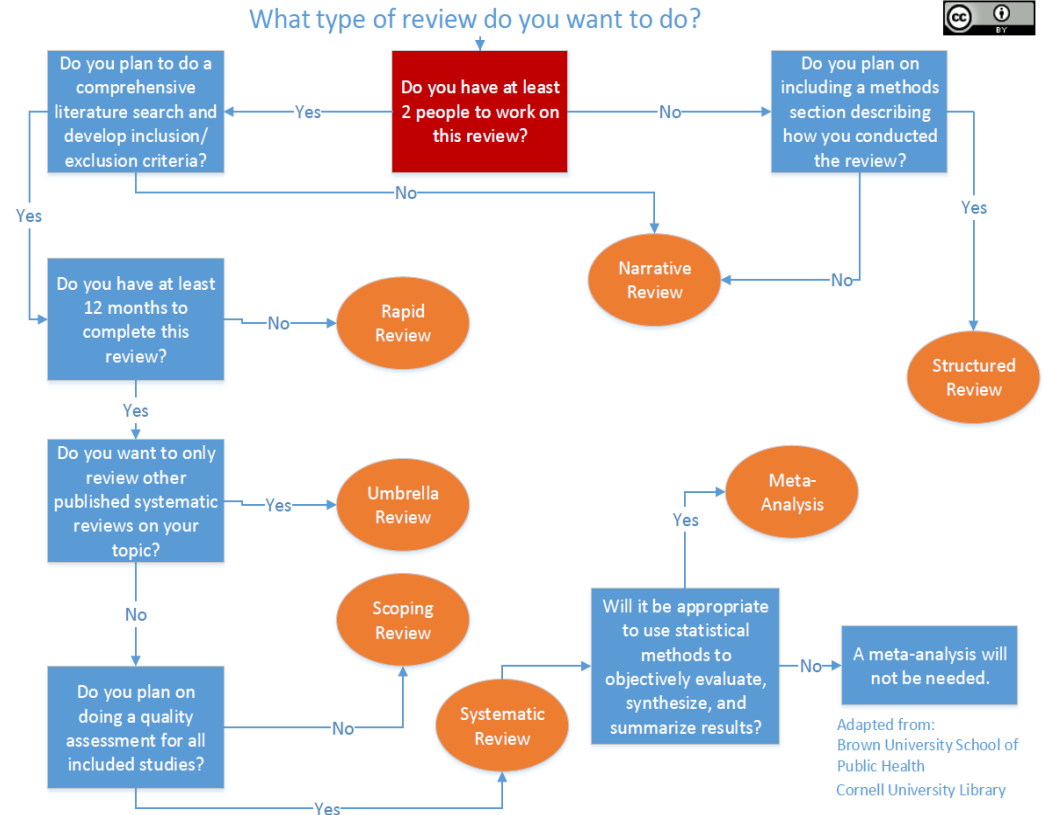 What type of review do you want to do?
cc
BY
Do you plan to do a
comprehensive
literature search and
develop inclusion/
exclusion criteria?
Yes
Do you have at least
2 people to work on
this review?
No
Do you plan on
including a methods
section describing
how you conducted
the review?
No
Yes
Yes
Narrative
Review
No
Do you have at least
12 months to
complete this
review?
No
Rapid
Review
Structured
Review
Yes
Do you want to only
review other
published systematic
reviews on your
topic?
Yes
Umbrella
Review
Meta-
Analysis
Yes
No
Scoping
Review
Will it be appropriate
to use statistical
methods to
objectively evaluate,
synthesize, and
summarize results?
No
A meta-analysis will
not be needed.
Do you plan on
doing a quality
assessment for all
included studies?
No
Systematic
Review
Yes
Adapted from:
Brown University School of
Public Health
Cornell University Library